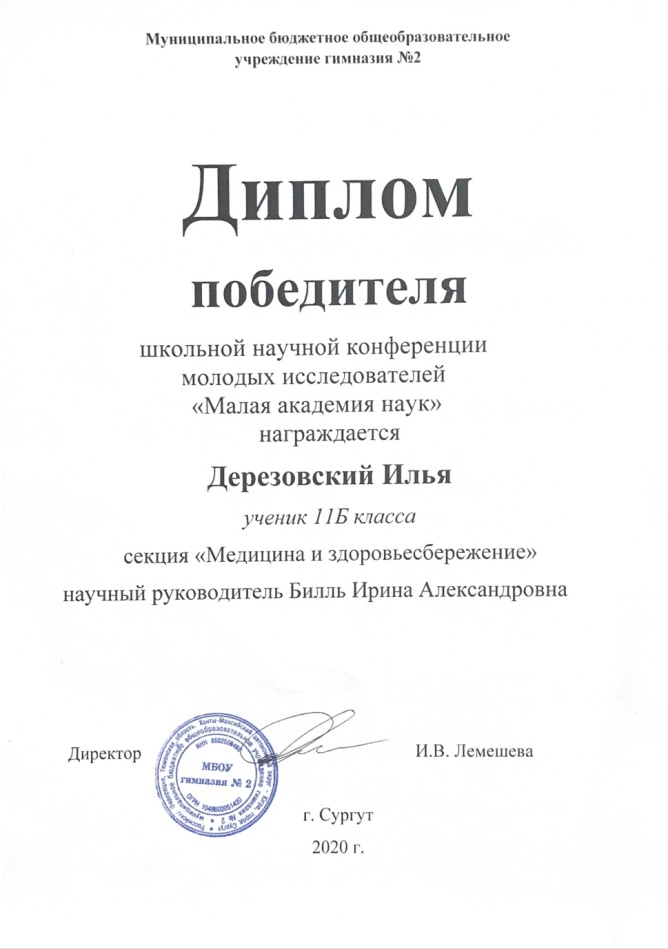 Муниципальное бюджетное общеобразовательное
учреждение гимназия №2
Диплом
победителя
школьной научной конференции
молодых исследователей
«Малая академия наук»
награждается
Дерезовский Илья
ученик 11Б класса
секция «Медицина и здоровьесбережение»
научный руководитель Билль Ирина Александровна
Директор
И.В. Лемешева
МБОУ
гимназия № 2
г. Сургут
2020 г.